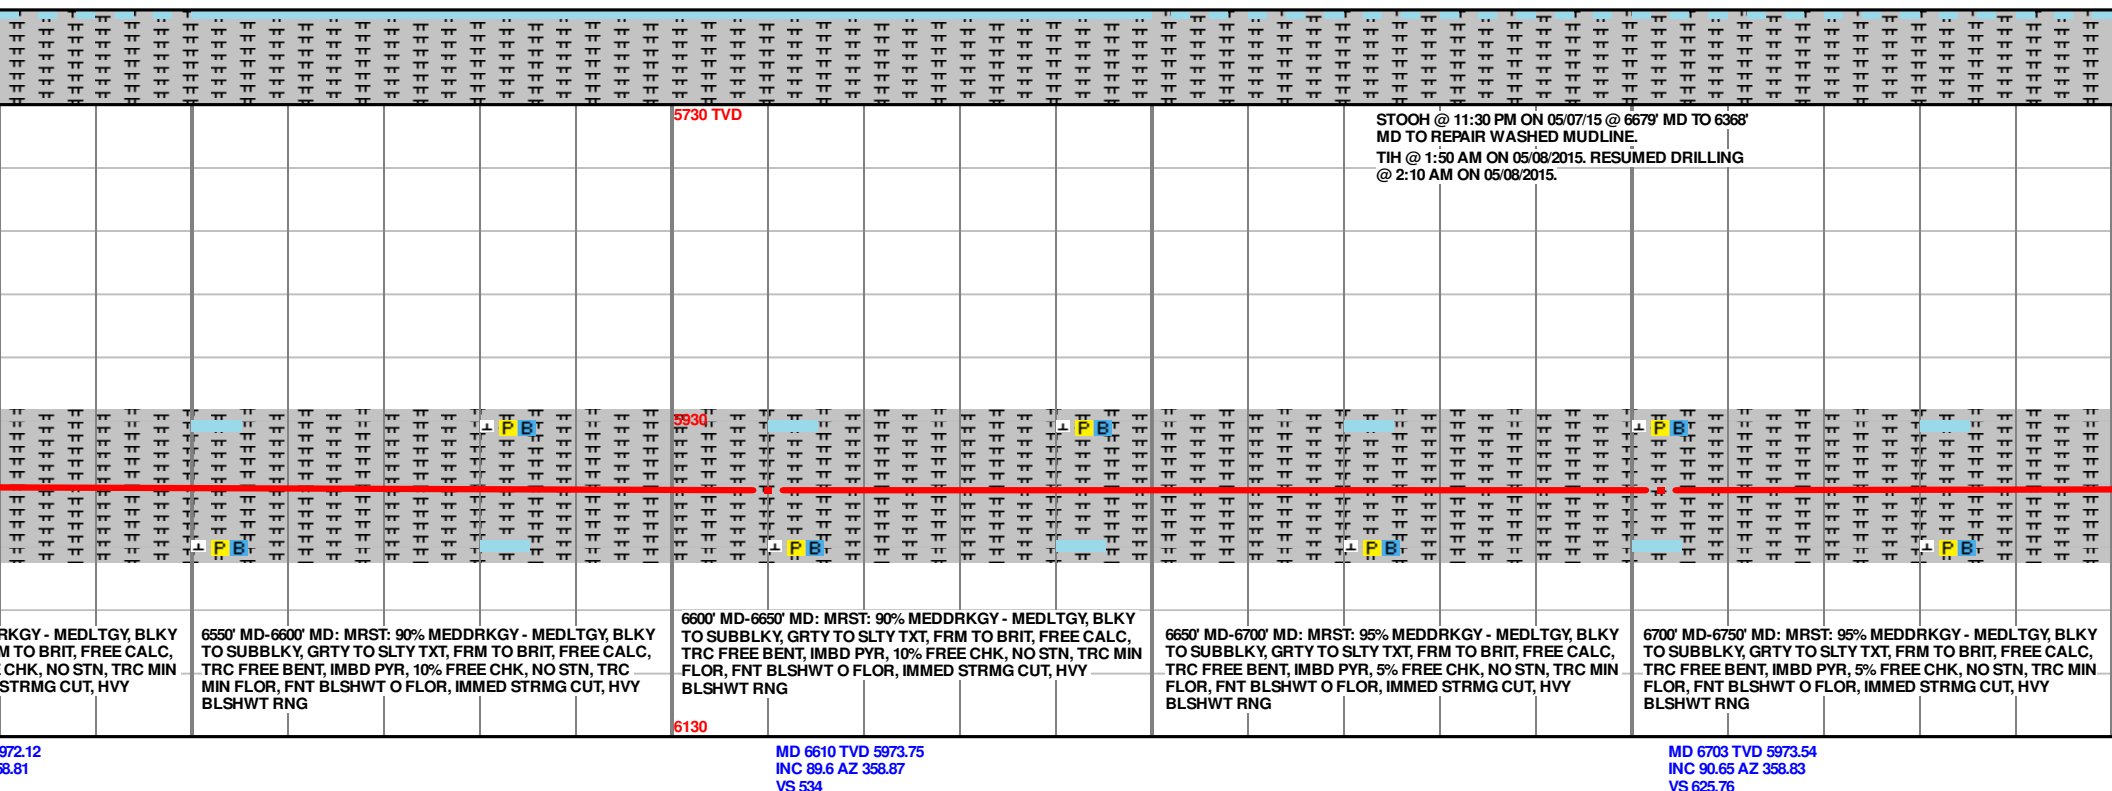 5730 TVD
STOOH @ 11:30 PM ON 05/07/15 @ 6679' MD TO 6368'
MD TO REPAIR WASHED MUDLINE.
TIH @ 1:50 AM ON 05/08/2015. RESUMED DRILLING
@ 2:10 AM ON 05/08/2015.
P B
5930
P B
P B
P B
P B
P B
P B
RKGY - MEDLTGY, BLKY
M TO BRIT, FREE CALC,
CHK, NO STN, TRC MIN
STRMG CUT, HVY
6550' MD-6600' MD: MRST: 90% MEDDRKGY - MEDLTGY, BLKY
TO SUBBLKY, GRTY TO SLTY TXT, FRM TO BRIT, FREE CALC,
TRC FREE BENT, IMBD PYR, 10% FREE CHK, NO STN, TRC
MIN FLOR, FNT BLSHWT O FLOR, IMMED STRMG CUT, HVY
BLSHWT RNG
6600' MD-6650' MD: MRST: 90% MEDDRKGY - MEDLTGY, BLKY
TO SUBBLKY, GRTY TO SLTY TXT, FRM TO BRIT, FREE CALC,
TRC FREE BENT, IMBD PYR, 10% FREE CHK, NO STN, TRC MIN
FLOR, FNT BLSHWT O FLOR, IMMED STRMG CUT, HVY
BLSHWT RNG
6650' MD-6700' MD: MRST: 95% MEDDRKGY - MEDLTGY, BLKY
TO SUBBLKY, GRTY TO SLTY TXT, FRM TO BRIT, FREE CALC,
TRC FREE BENT, IMBD PYR, 5% FREE CHK, NO STN, TRC MIN
FLOR, FNT BLSHWT O FLOR, IMMED STRMG CUT, HVY
BLSHWT RNG
6700' MD-6750' MD: MRST: 95% MEDDRKGY - MEDLTGY, BLKY
TO SUBBLKY, GRTY TO SLTY TXT, FRM TO BRIT, FREE CALC,
TRC FREE BENT, IMBD PYR, 5% FREE CHK, NO STN, TRC MIN
FLOR, FNT BLSHWT O FLOR, IMMED STRMG CUT, HVY
BLSHWT RNG
6130
972.12
8.81
MD 6610 TVD 5973.75
INC 89.6 AZ 358.87
VS 534
MD 6703 TVD 5973.54
INC 90.65 AZ 358.83
VS 625.76